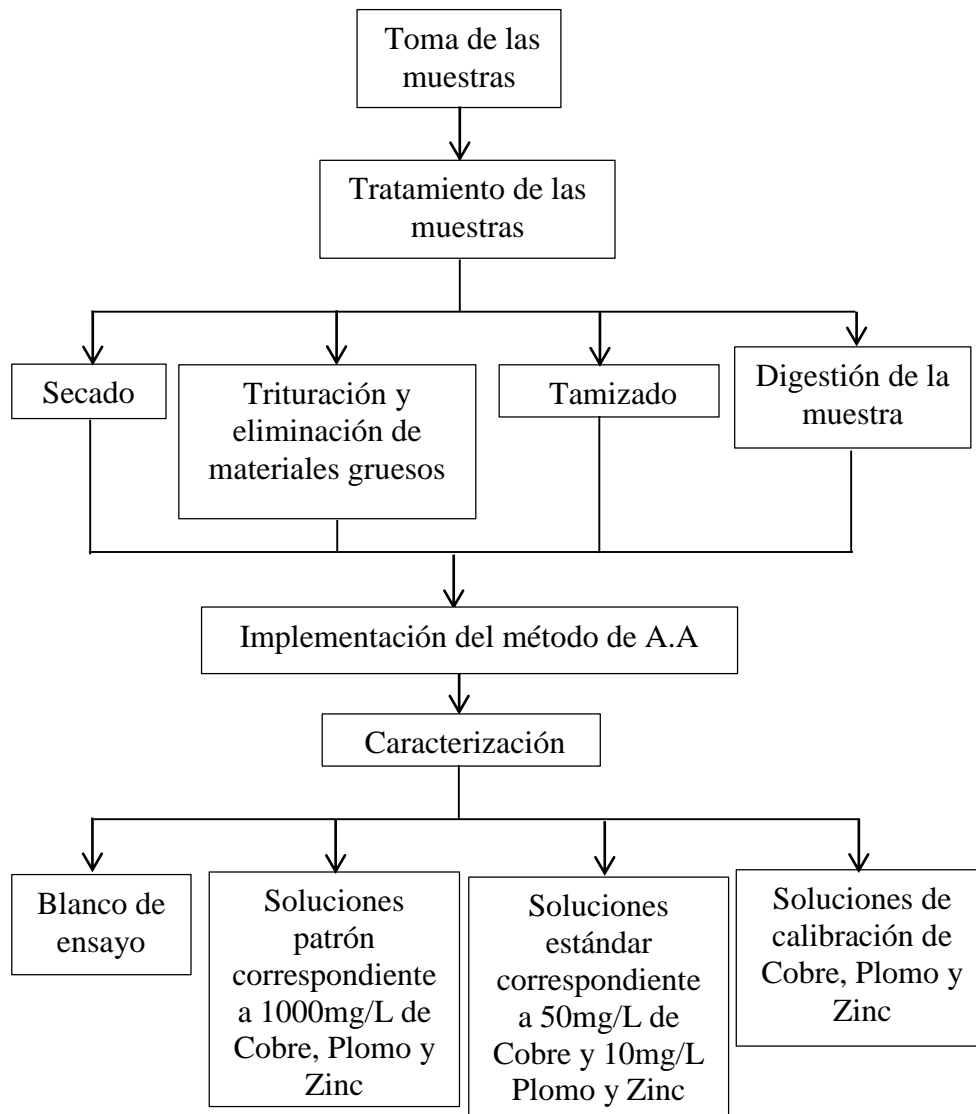 Toma de las
muestras
Tratamiento de las
muestras
Secado
Trituración y
eliminación de
materiales gruesos
Tamizado
Digestión de la
muestra
Implementación del método de A.A
Caracterización
Blanco de
ensayo
Soluciones
patrón
correspondiente
a 1000mg/L de
Cobre, Plomo y
Zinc
Soluciones
estándar
correspondiente
a 50mg/L de
Cobre y 10mg/L
Plomo y Zinc
Soluciones de
calibración de
Cobre, Plomo y
Zinc